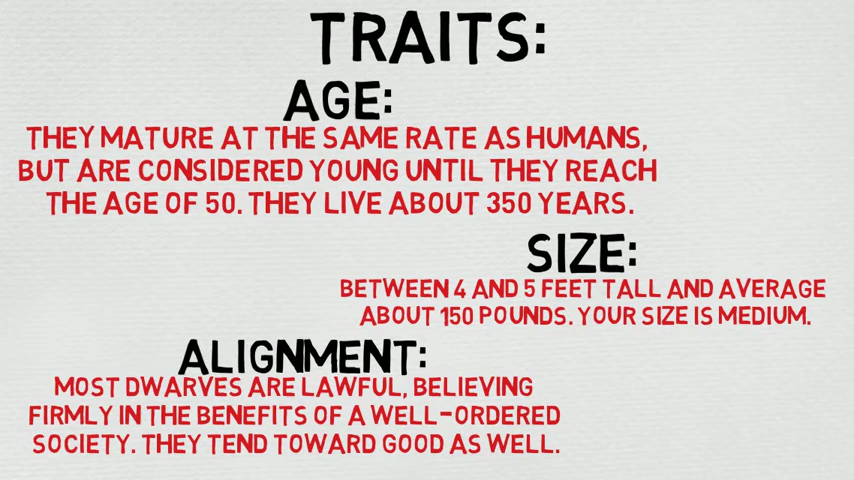 TRAITS:
AGE:
THEY MATURE AT THE SAME RATE AS HUMANS,
BUT ARE CONSIDERED YOUNG UNTIL THEY REACH
THE AGE OF 50. THEY LIVE ABOUT 350 YEARS.
SIZE:
BETWEEN 4 AND 5 FEET TALL AND AVERAGE
ABOUT 150 POUNDS. YOUR SIZE IS MEDIUM.
ALIGNMENT:
MOST DWARVES ARE LAWFUL, BELIEVING
FIRMLY IN THE BENEFITS OF A WELL-ORDERED
SOCIETY. THEY TEND TOWARD GOOD AS WELL.